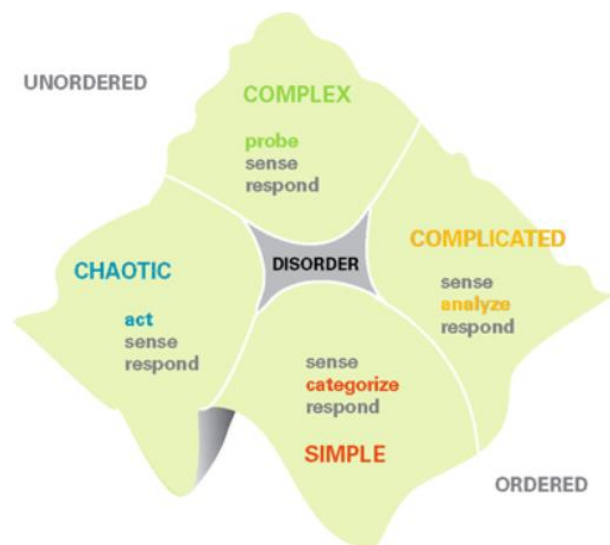 UNORDERED
COMPLEX
probe
sense
respond
COMPLICATED
sense
analyze
respond
DISORDER
CHAOTIC
act
sense
respond
sense
categorize
respond
SIMPLE
ORDERED